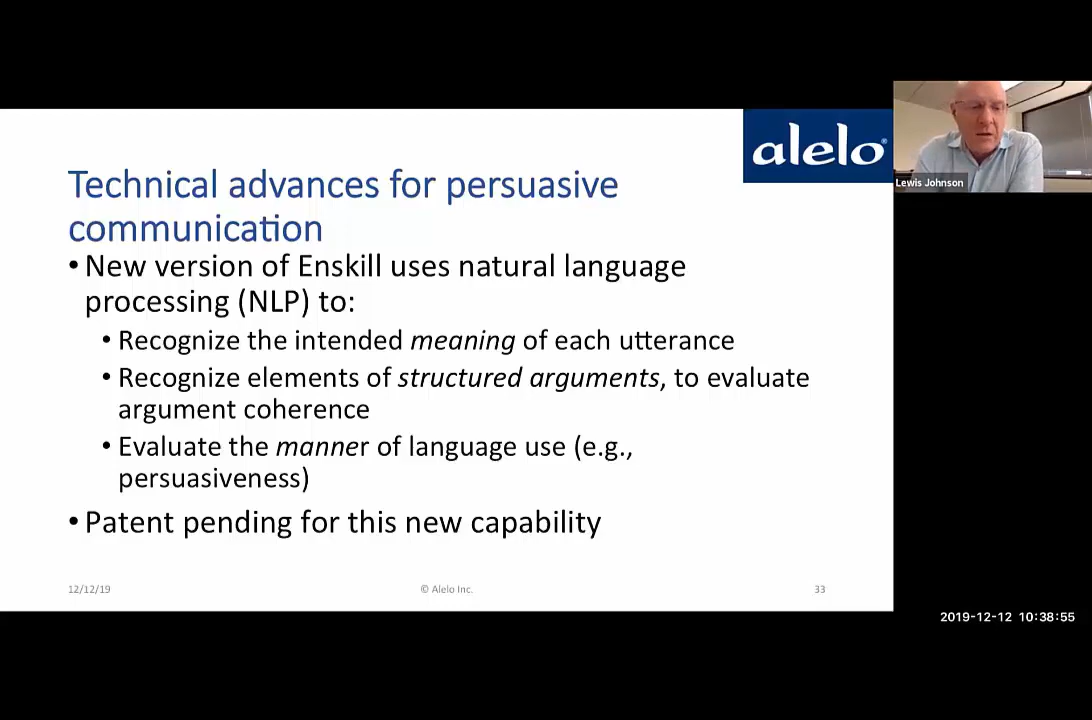 alelo®
Lewis Johnson
Technical advances for persuasive
communication
• New version of Enskill uses natural language
processing (NLP) to:
• Recognize the intended meaning of each utterance
• Recognize elements of structured arguments, to evaluate
argument coherence
• Evaluate the manner of language use (e.g.,
persuasiveness)
• Patent pending for this new capability
12/12/19
© Alelo Inc.
33
2019-12-12 10:38:55